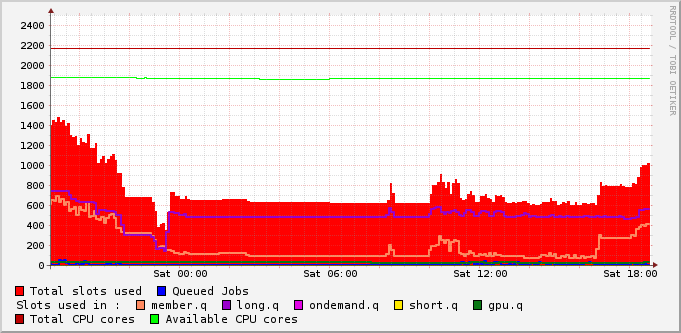 RRDTOOL / TOBI OETIKER
2400
2200
2000
1800
1600
1400
1200
1000
800
600
400
200
0
Sat 00:00 Sat 06:00 Sat 12:00 Sat 18:00
Total slots used Queued Jobs
Slots used in : member.q long.q ondemand.q short.q gpu.q
Total CPU cores Available CPU cores